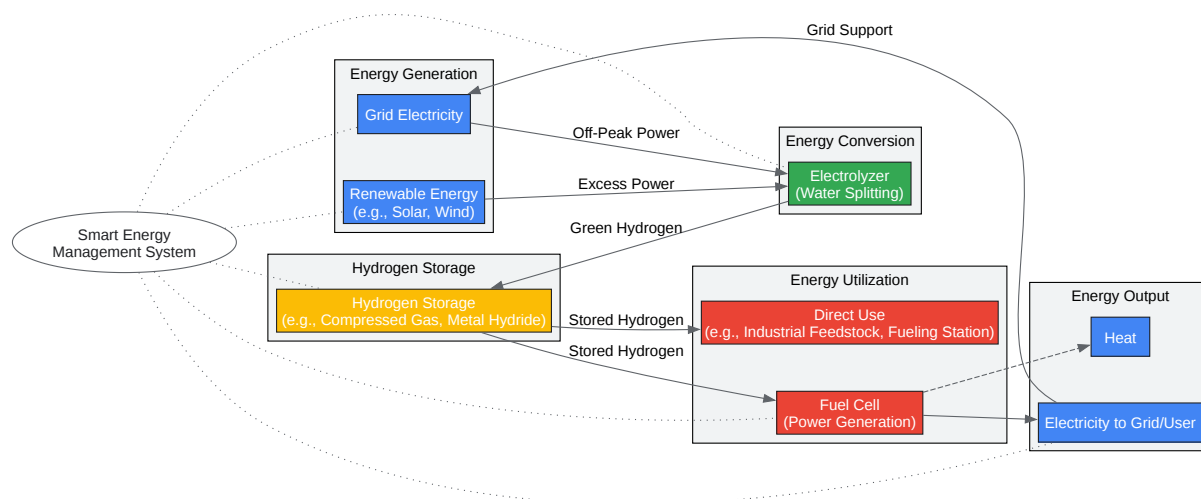 Grid Support
Energy Generation
Grid Electricity
Off-Peak Power
Energy Conversion
Electrolyzer
(Water Splitting)
Excess Power
Renewable Energy
(e.g., Solar, Wind)
Green Hydrogen
Smart Energy
Management System
Hydrogen Storage
Hydrogen Storage
(e.g., Compressed Gas, Metal Hydride)
Stored Hydrogen
Stored Hydrogen
Energy Utilization
Direct Use
(e.g., Industrial Feedstock, Fueling Station)
Fuel Cell
(Power Generation)
Energy Output
Heat
Electricity to Grid/User